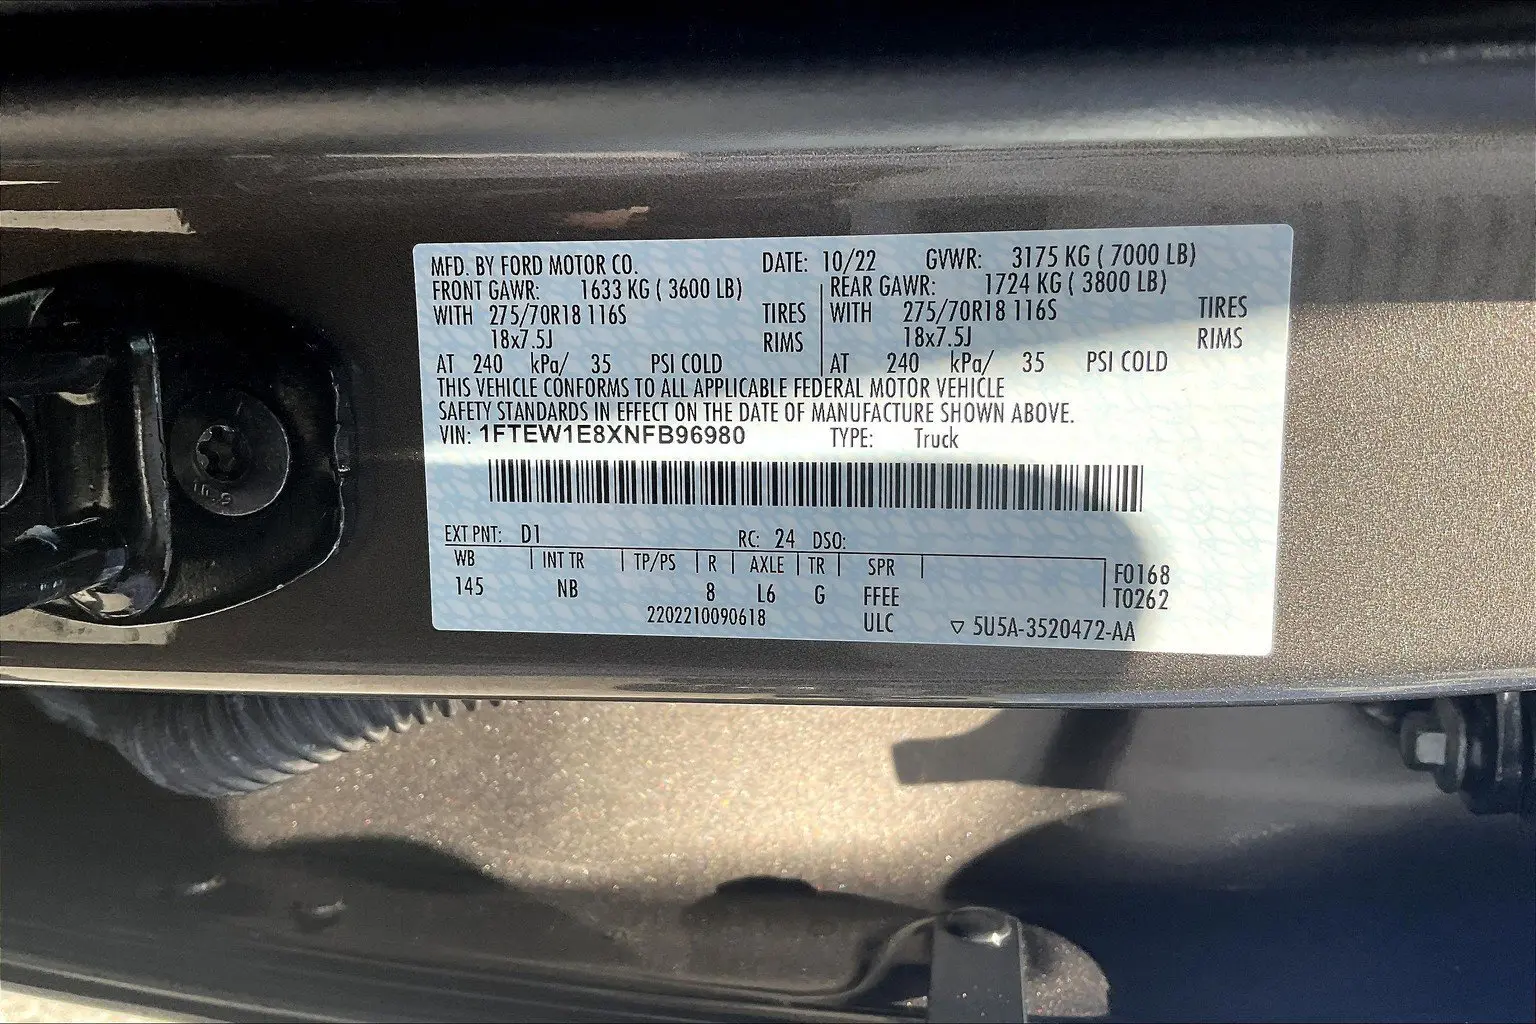 MFD. BY FORD MOTOR CO. DATE: 10/22 GVWR: 3175 KG ( 7000 LB)
FRONT GAWR: 1633 KG ( 3600 LB) REAR GAWR: 1724 KG ( 3800 LB)
WITH 275/70R18 116S TIRES WITH 275/70R18 116S TIRES
18x7.5J RIMS 18x7.5J RIMS
AT 240 kPa/ 35 PSI COLD AT 240 kPa/ 35 PSI COLD
THIS VEHICLE CONFORMS TO ALL APPLICABLE FEDERAL MOTOR VEHICLE
SAFETY STANDARDS IN EFFECT ON THE DATE OF MANUFACTURE SHOWN ABOVE.
VIN: 1FTEW1E8XNFB96980 TYPE: Truck
EXT PNT: D1 RC: 24 DSO:
WB INT TR TP/PS R AXLE TR SPR
145 NB 8 L6 G FFEE
F0168
T0262
2202210090618 ULC ▽ 5U5A-3520472-AA
10.9